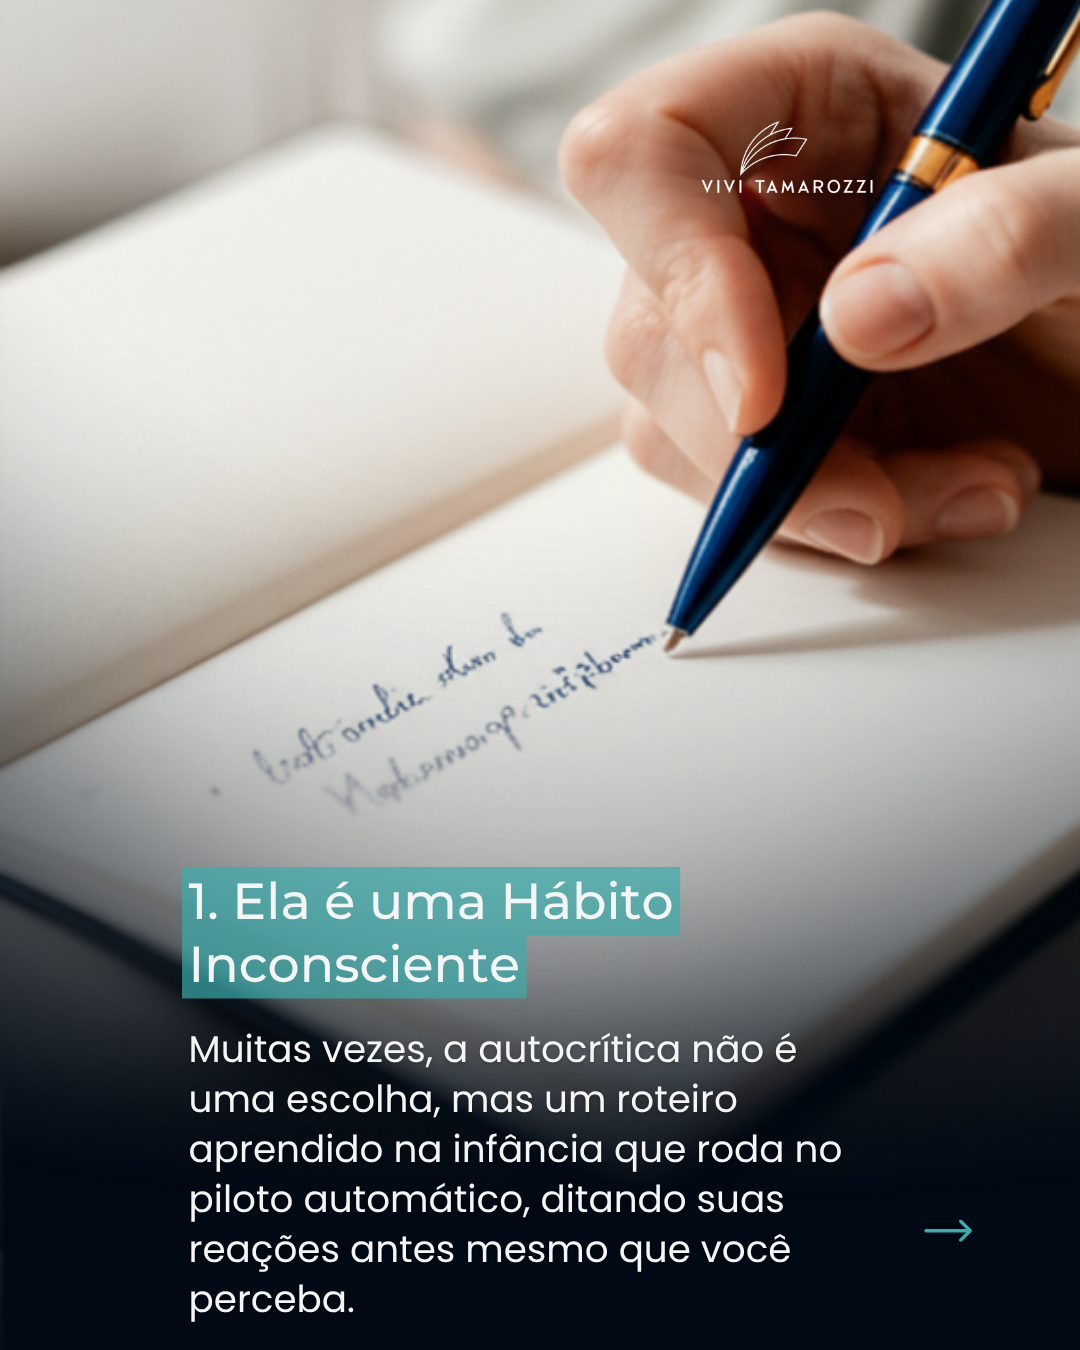 VIVI TAMAROZZI
1. Ela é uma Hábito
Inconsciente
Muitas vezes, a autocrítica não é
uma escolha, mas um roteiro
aprendido na infância que roda no
piloto automático, ditando suas
reações antes mesmo que você
perceba.